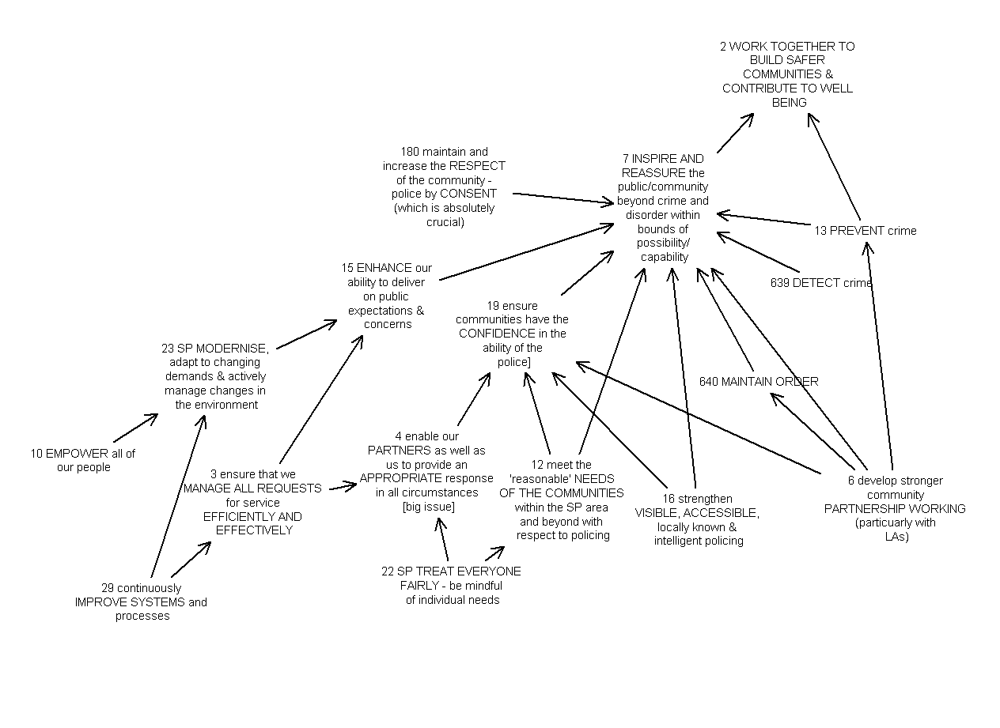 2 WORK TOGETHER TO
BUILD SAFER
COMMUNITIES &
CONTRIBUTE TO WELL
BEING
180 maintain and
increase the RESPECT
of the community -
police by CONSENT
(which is absolutely
crucial)
7 INSPIRE AND
REASSURE the
public/community
beyond crime and
disorder within
bounds of
possibility/
capability
13 PREVENT crime
15 ENHANCE our
ability to deliver
on public
expectations &
concerns
639 DETECT crime
19 ensure
communities have the
CONFIDENCE in the
ability of the
police]
23 SP MODERNISE,
adapt to changing
demands & actively
manage changes in
the environment
640 MAINTAIN ORDER
10 EMPOWER all of
our people
3 ensure that we
MANAGE ALL REQUESTS
for service
EFFICIENTLY AND
EFFECTIVELY
4 enable our
PARTNERS as well as
us to provide an
APPROPRIATE response
in all circumstances
[big issue]
12 meet the
'reasonable' NEEDS
OF THE COMMUNITIES
within the SP area
and beyond with
respect to policing
16 strengthen
VISIBLE, ACCESSIBLE,
locally known &
intelligent policing
6 develop stronger
community
PARTNERSHIP WORKING
(particuarly with
LAs)
22 SP TREAT EVERYONE
FAIRLY - be mindful
of individual needs
29 continuously
IMPROVE SYSTEMS and
processes